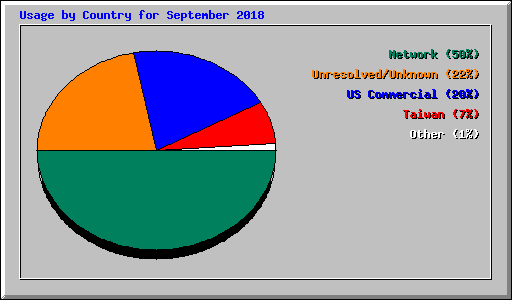 Usage by Country for September 2018
Network (50%)
Unresolved/Unknown (22%)
US Commercial (20%)
Taiwan (7%)
Other (1%)